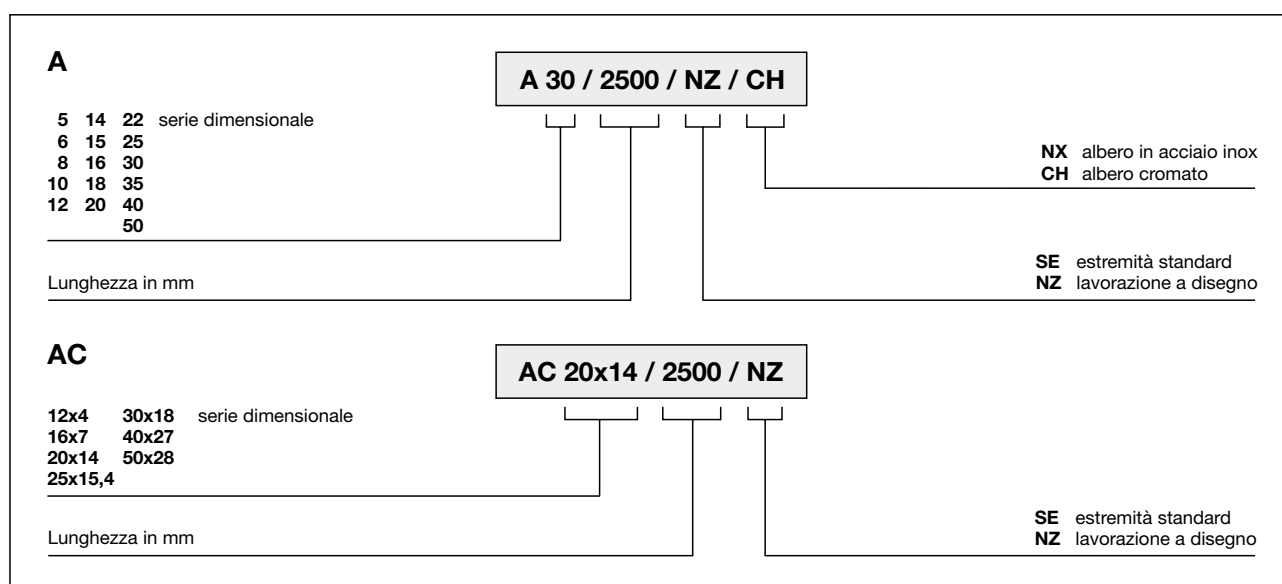 A
A 30 / 2500 / NZ / CH
5 14 22 serie dimensionale
6 15 25
8 16 30
10 18 35
12 20 40
50
NX albero in acciaio inox
CH albero cromato
Lunghezza in mm
SE estremità standard
NZ lavorazione a disegno
AC
AC 20x14 / 2500 / NZ
12x4 30x18 serie dimensionale
16x7 40x27
20x14 50x28
25x15,4
Lunghezza in mm
SE estremità standard
NZ lavorazione a disegno